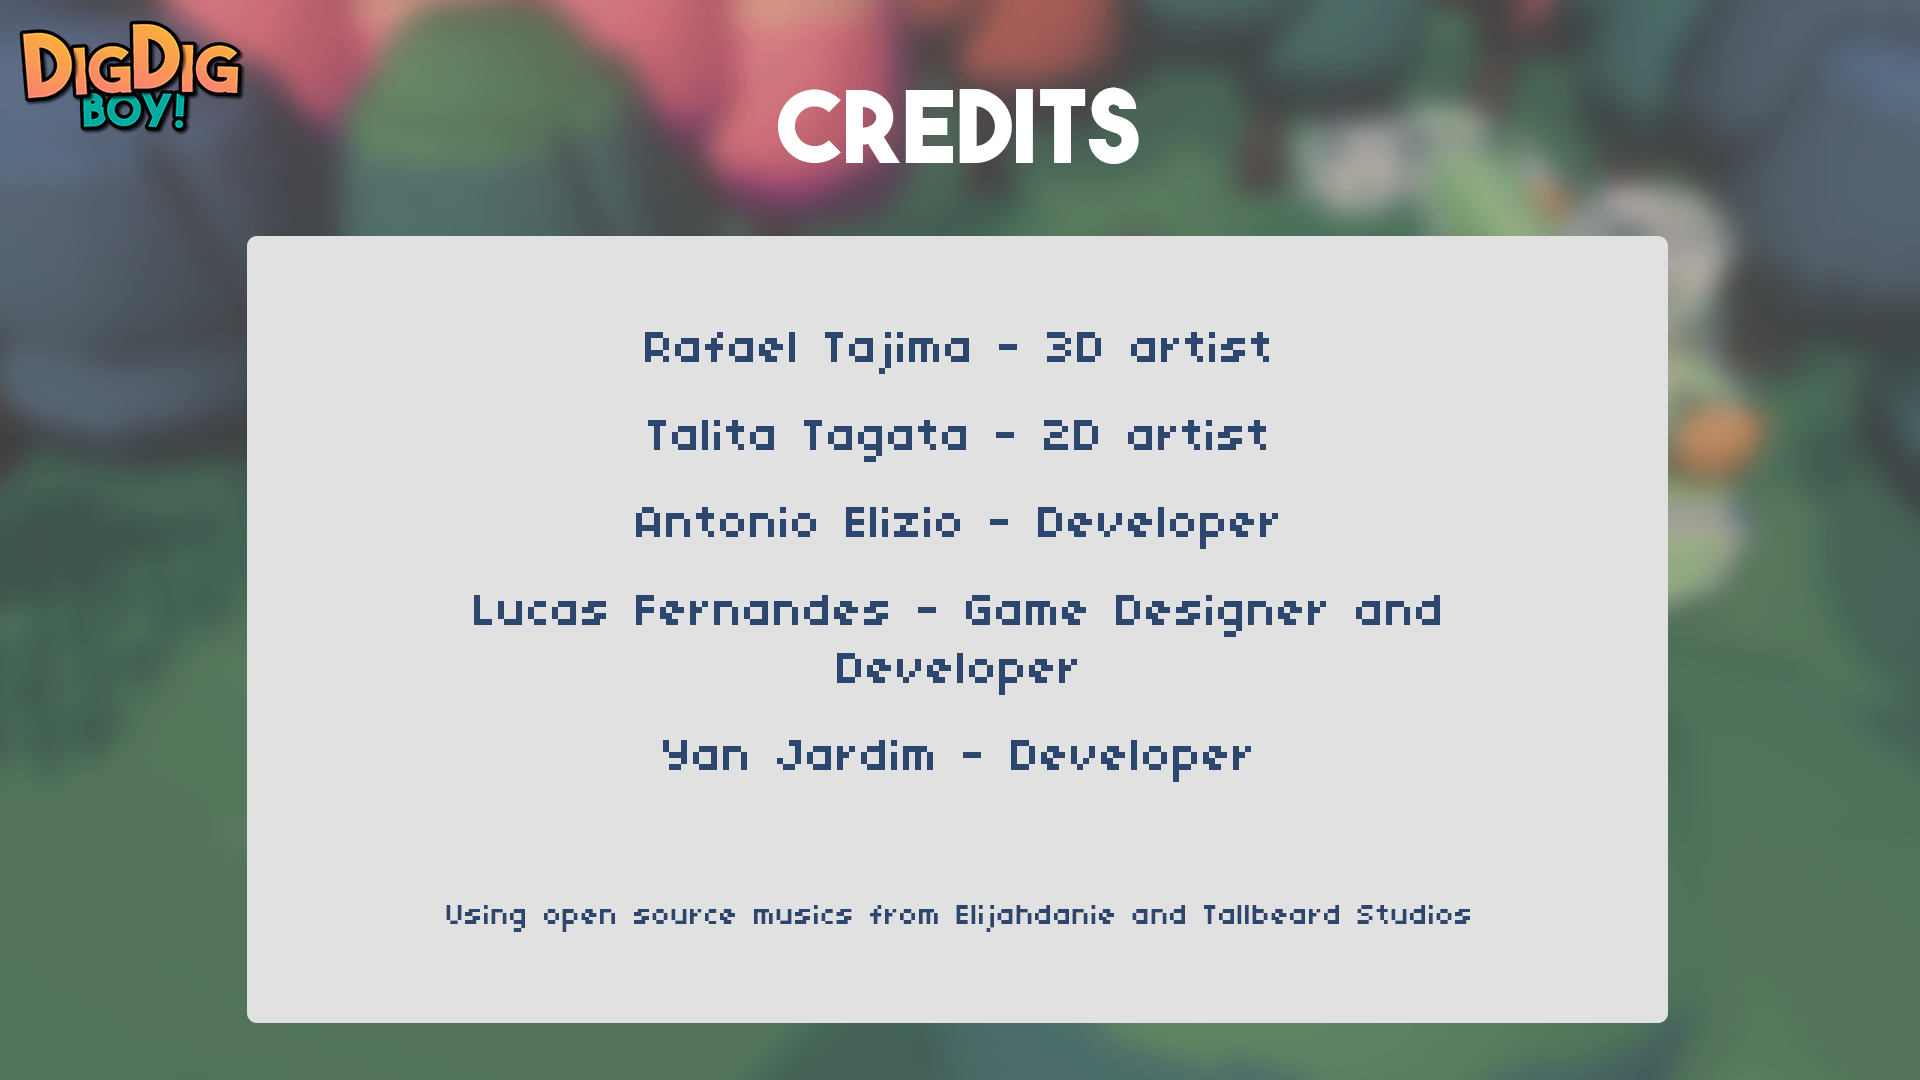 DIGDIG
BOY!
CREDITS
Rafael Tajima - 3D artist
Talita Tagata - 2D artist
Antonio Elizio - Developer
Lucas Fernandes - Game Designer and
Developer
Yan Jardim - Developer
Using open source musics from Elijahdanie and Tallbeard Studios